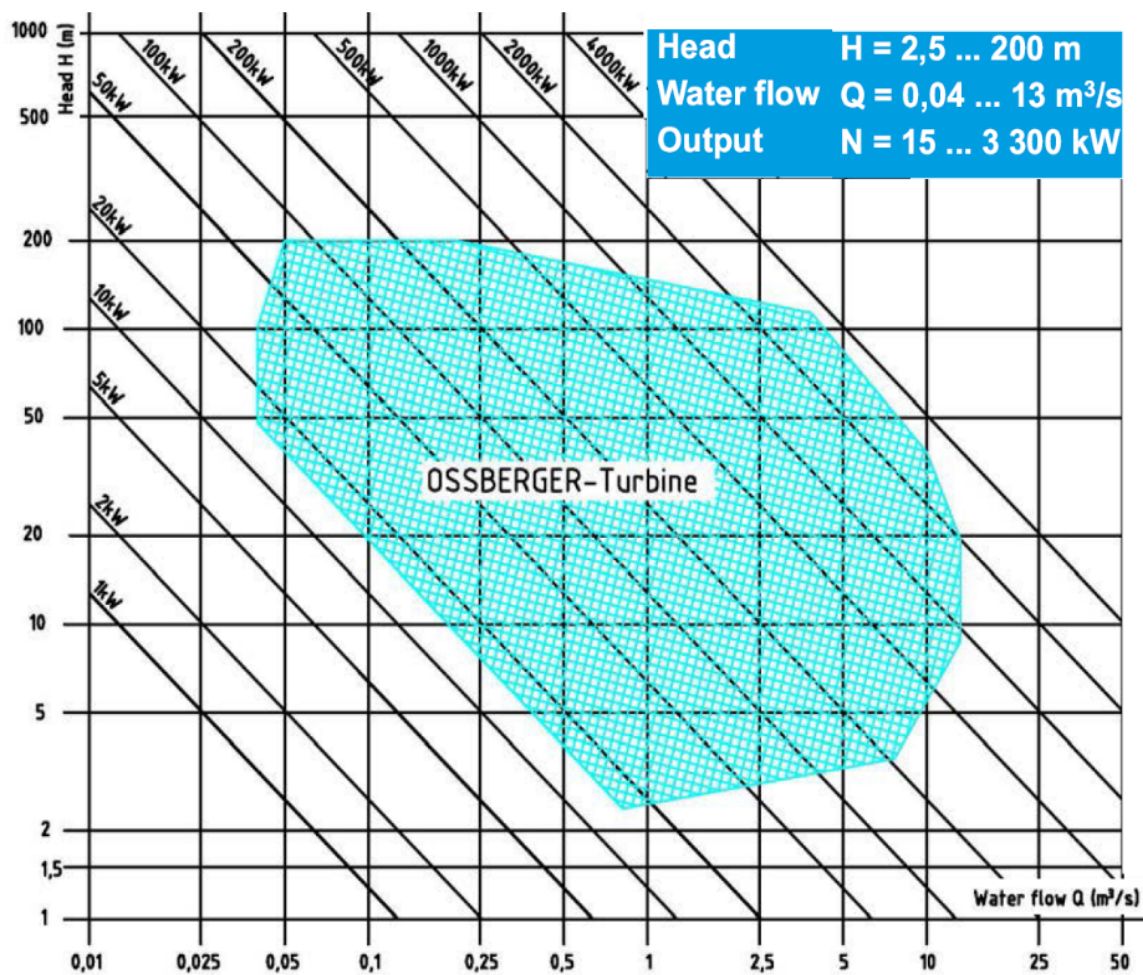 1000
Head H (m)
500
200
100
50
20
10
5
2
1,5
1
50kW
100kW
200kW
500kW
1000kW
2000kW
4000kW
20kW
10kW
5kW
2kW
1kW
Head H = 2,5 ... 200 m
Water flow Q = 0,04 ... 13 m³/s
Output N = 15 ... 3 300 kW
OSSBERGER-Turbine
Water flow Q (m³/s)
0,01 0,025 0,05 0,1 0,25 0,5 1 2,5 5 10 25 50